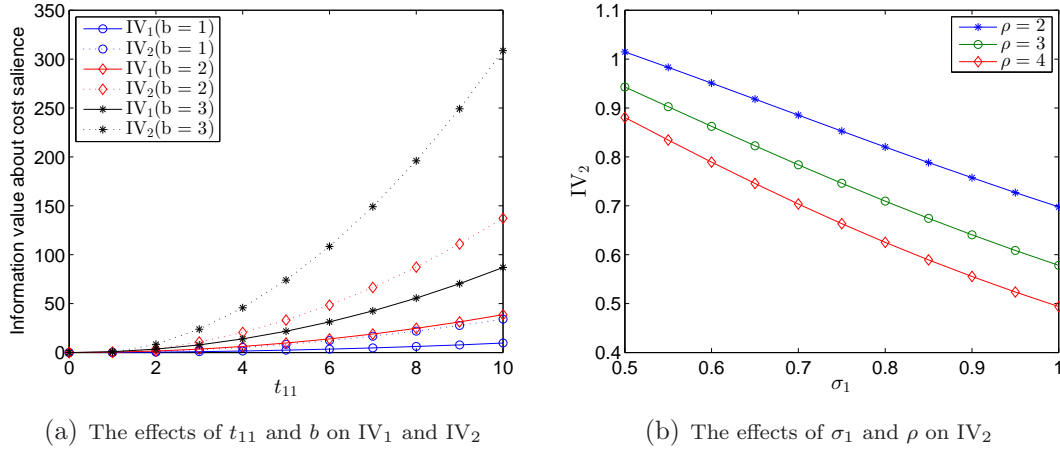 350
300
250
200
150
100
50
0
Information value about cost salience
IV₁(b = 1)
IV₂(b = 1)
IV₁(b = 2)
IV₂(b = 2)
IV₁(b = 3)
IV₂(b = 3)
0 2 4 6 8 10
t₁₁
(a) The effects of t₁₁ and b on IV₁ and IV₂
1.1
1
0.9
0.8
0.7
0.6
0.5
0.4
IV₂
ρ = 2
ρ = 3
ρ = 4
0.5 0.6 0.7 0.8 0.9 1
σ₁
(b) The effects of σ₁ and ρ on IV₂